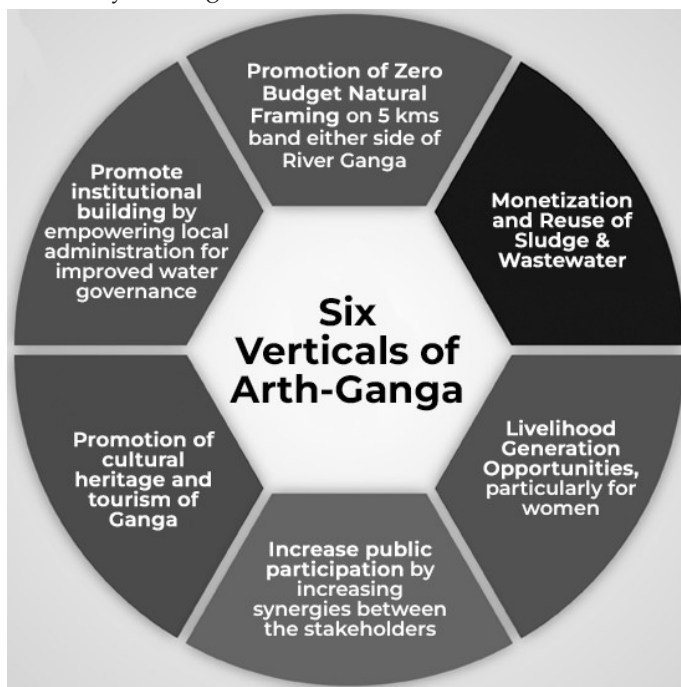 Promotion of Zero
Budget Natural
Framing on 5 kms
band either side of
River Ganga
Monetization
and Reuse of
Sludge &
Wastewater
Livelihood
Generation
Opportunities,
particularly for
women
Increase public
participation by
increasing
synergies between
the stakeholders
Promotion of
cultural
heritage and
tourism of
Ganga
Promote
institutional
building by
empowering local
administration for
improved water
governance
Six
Verticals of
Arth-Ganga